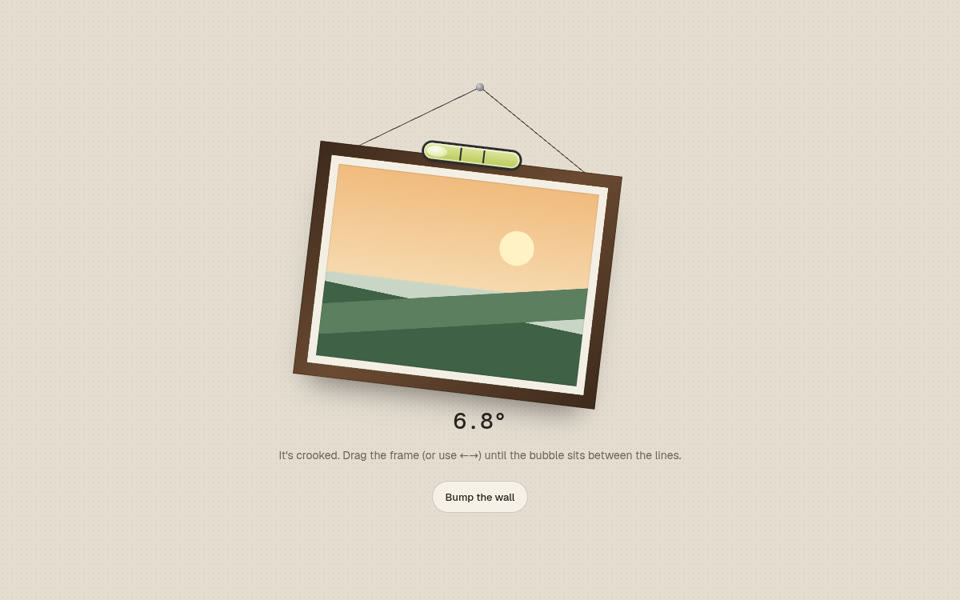 6.8°
It's crooked. Drag the frame (or use ←→) until the bubble sits between the lines.
Bump the wall